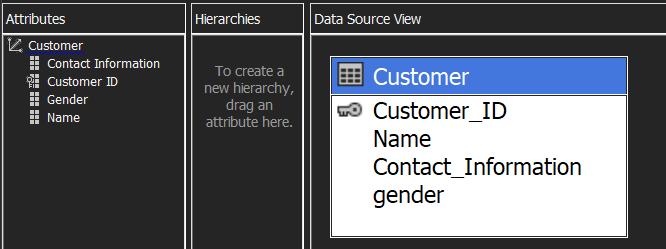 Attributes
Customer
Contact Information
Customer ID
Gender
Name
Hierarchies
To create a
new hierarchy,
drag an
attribute here.
Data Source View
Customer
Customer_ID
Name
Contact_Information
gender